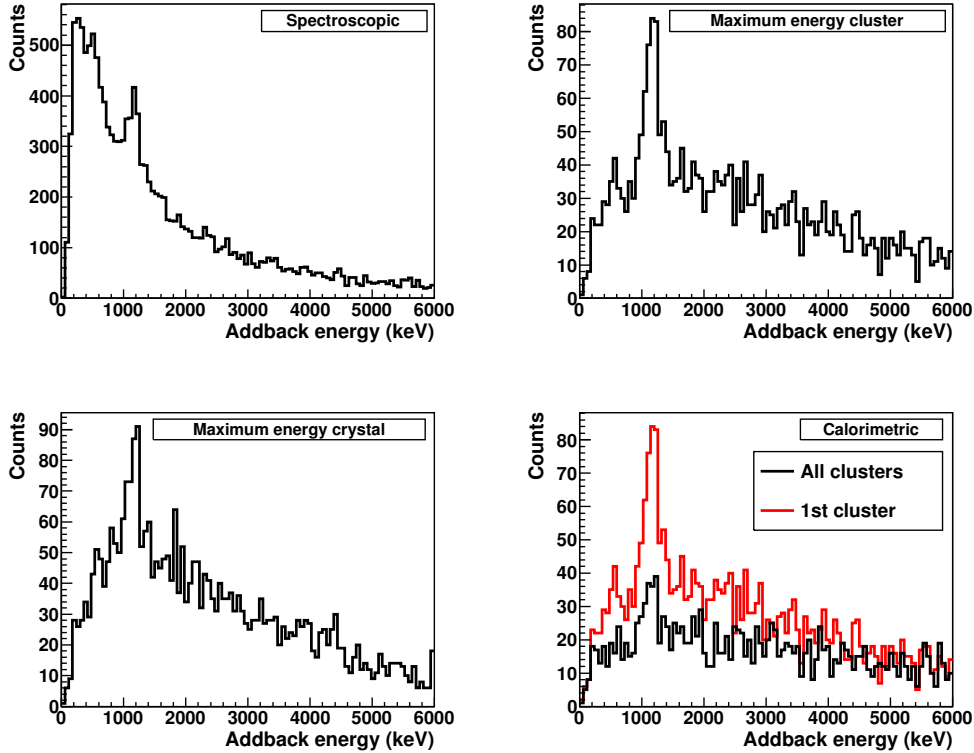 Spectroscopic
Counts
500
400
300
200
100
0
0 1000 2000 3000 4000 5000 6000
Addback energy (keV)
Maximum energy cluster
Counts
80
70
60
50
40
30
20
10
0
0 1000 2000 3000 4000 5000 6000
Addback energy (keV)
Maximum energy crystal
Counts
90
80
70
60
50
40
30
20
10
0
0 1000 2000 3000 4000 5000 6000
Addback energy (keV)
Calorimetric
Counts
All clusters
1st cluster
80
70
60
50
40
30
20
10
0
0 1000 2000 3000 4000 5000 6000
Addback energy (keV)